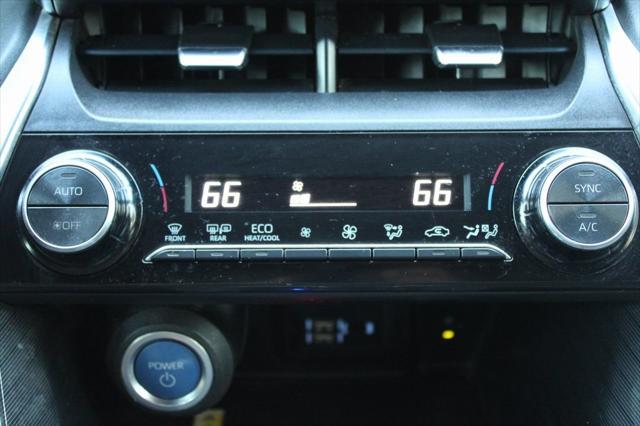 AUTO
OFF
66
66
SYNC
A/C
FRONT
REAR
ECO
HEAT/COOL
POWER